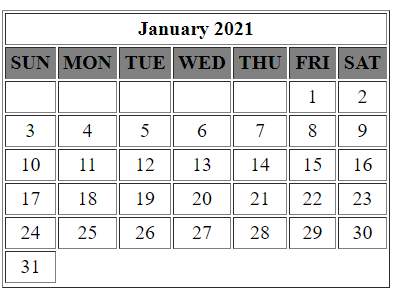 January 2021
SUN MON TUE WED THU FRI SAT
1 2
3 4 5 6 7 8 9
10 11 12 13 14 15 16
17 18 19 20 21 22 23
24 25 26 27 28 29 30
31